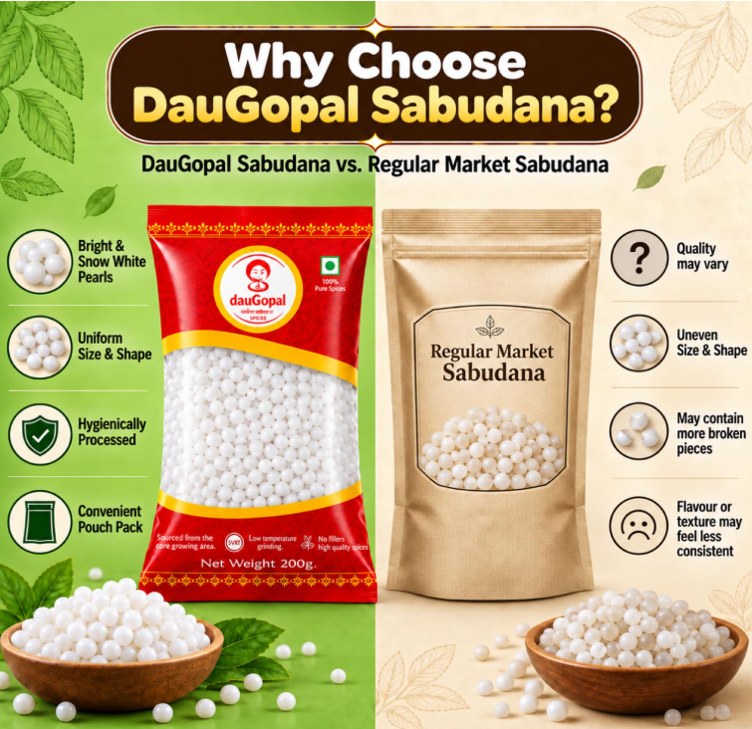 Why Choose
DauGopal Sabudana?
DauGopal Sabudana vs. Regular Market Sabudana
Bright &
Snow White
Pearls
Uniform
Size & Shape
Hygienically
Processed
Convenient
Pouch Pack
dauGopal
SPICES
100%
Pure Spices
Sourced from the
core growing area.
SVRT
Low temperature
grinding.
No fillers
high quality spices
Net Weight 200g.
Regular Market
Sabudana
?
Quality
may vary
Uneven
Size & Shape
May contain
more broken
pieces
Flavour or
texture may
feel less
consistent